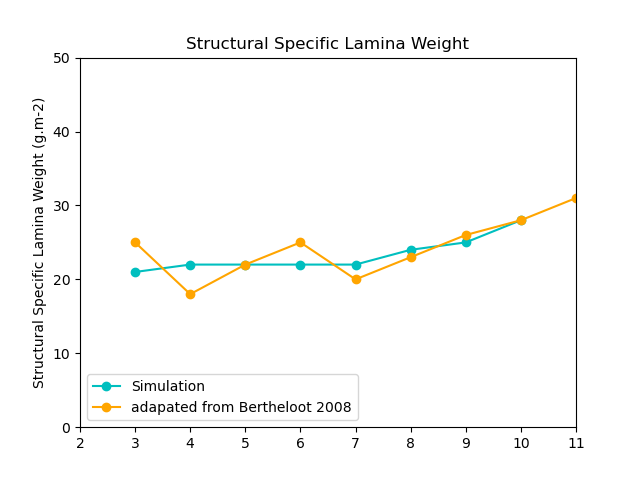 Structural Specific Lamina Weight
Structural Specific Lamina Weight (g.m-2)
50
40
30
20
10
0
Simulation
adapated from Bertheloot 2008
2 3 4 5 6 7 8 9 10 11